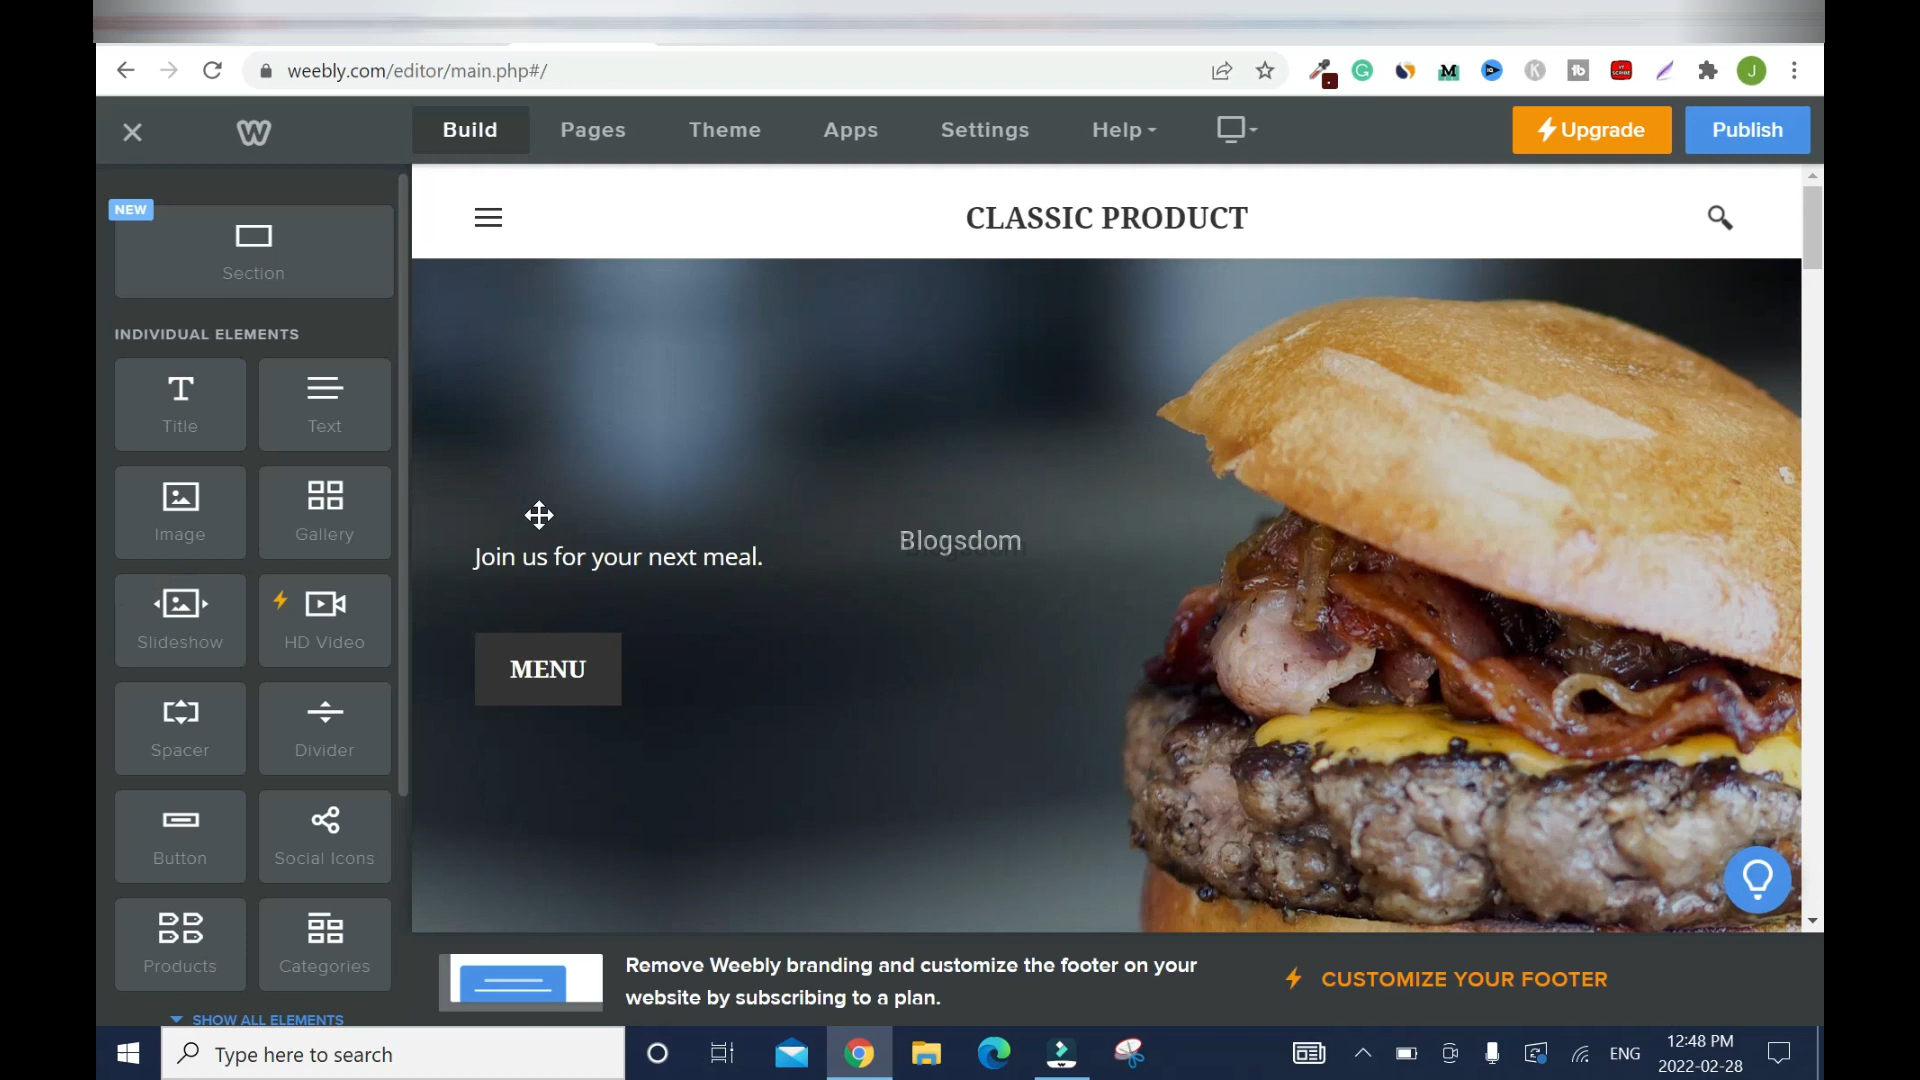 weebly.com/editor/main.php#/
Build
Pages
Theme
Apps
Settings
Help
Upgrade
Publish
NEW
Section
INDIVIDUAL ELEMENTS
Title
Text
Image
Gallery
Slideshow
HD Video
Spacer
Divider
Button
Social Icons
Products
Categories
SHOW ALL ELEMENTS
CLASSIC PRODUCT
Join us for your next meal.
Blogsdom
MENU
Remove Weebly branding and customize the footer on your
website by subscribing to a plan.
CUSTOMIZE YOUR FOOTER
Type here to search
ENG
12:48 PM
2022-02-28